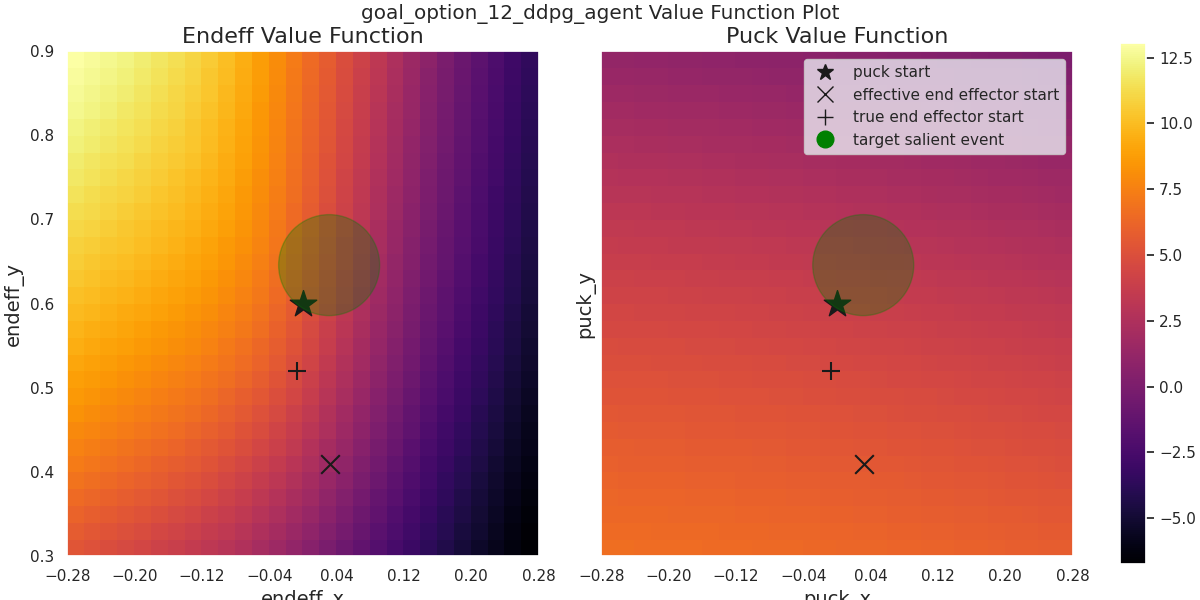 goal_option_12_ddpg_agent Value Function Plot
Endeff Value Function
Puck Value Function
0.9
0.8
0.7
0.6
0.5
0.4
0.3
endeff_y
−0.28 −0.20 −0.12 −0.04 0.04 0.12 0.20 0.28
endeff_x
puck start
effective end effector start
true end effector start
target salient event
puck_y
−0.28 −0.20 −0.12 −0.04 0.04 0.12 0.20 0.28
puck_x
12.5
10.0
7.5
5.0
2.5
0.0
−2.5
−5.0